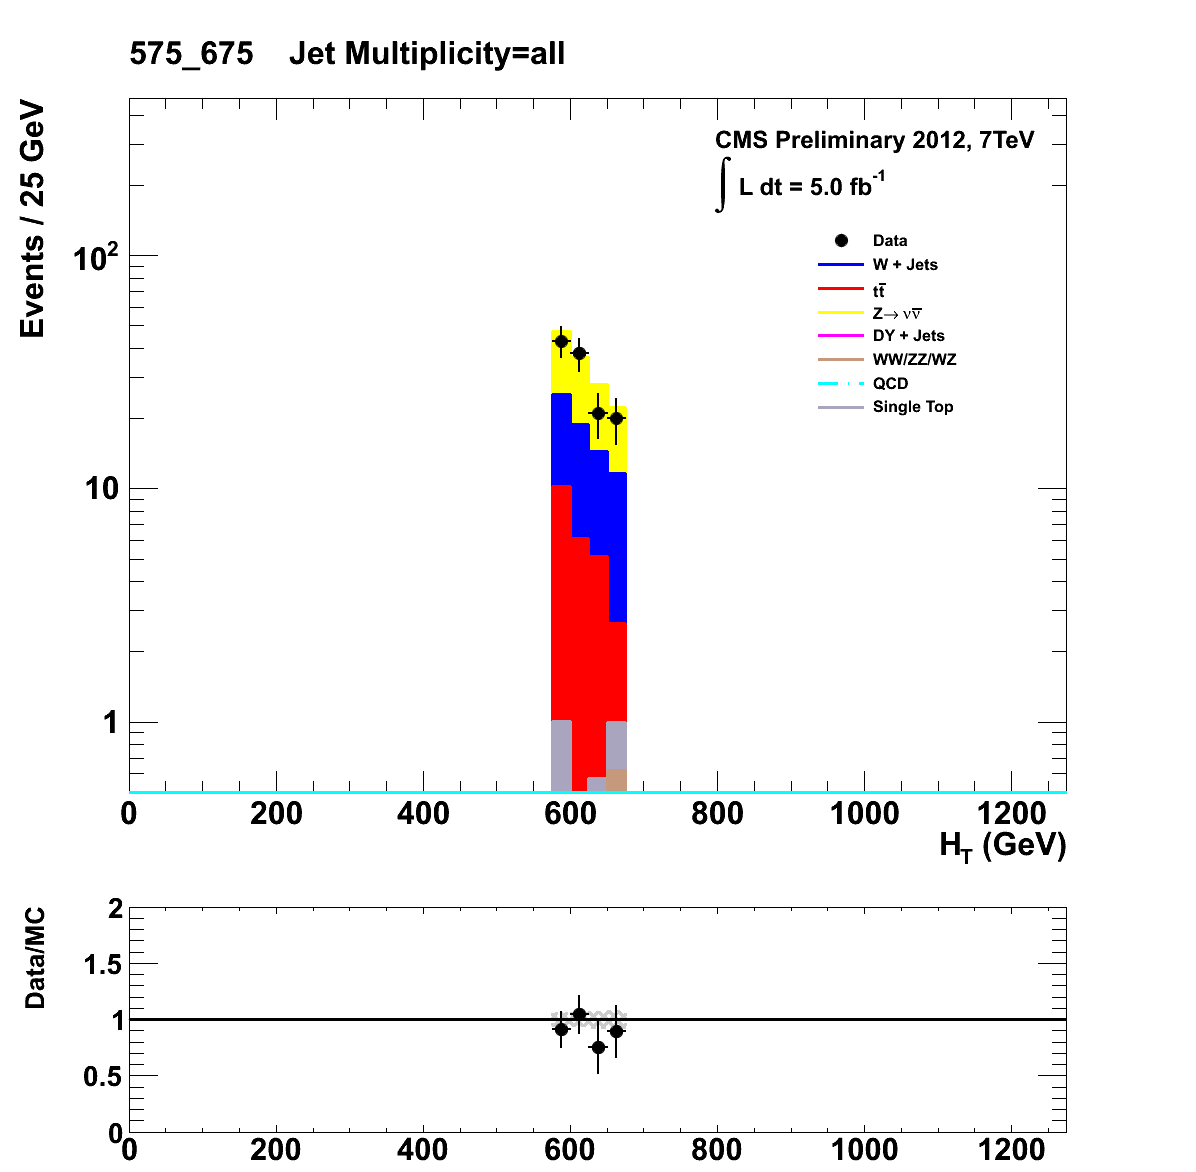 575_675 Jet Multiplicity=all
Events / 25 GeV
CMS Preliminary 2012, 7TeV
∫ L dt = 5.0 fb⁻¹
Data
W + Jets
tt̅
Z→ νν̅
DY + Jets
WW/ZZ/WZ
QCD
Single Top
10²
10
1
0 200 400 600 800 1000 1200
H_T (GeV)
Data/MC
2
1.5
1
0.5
0
0 200 400 600 800 1000 1200